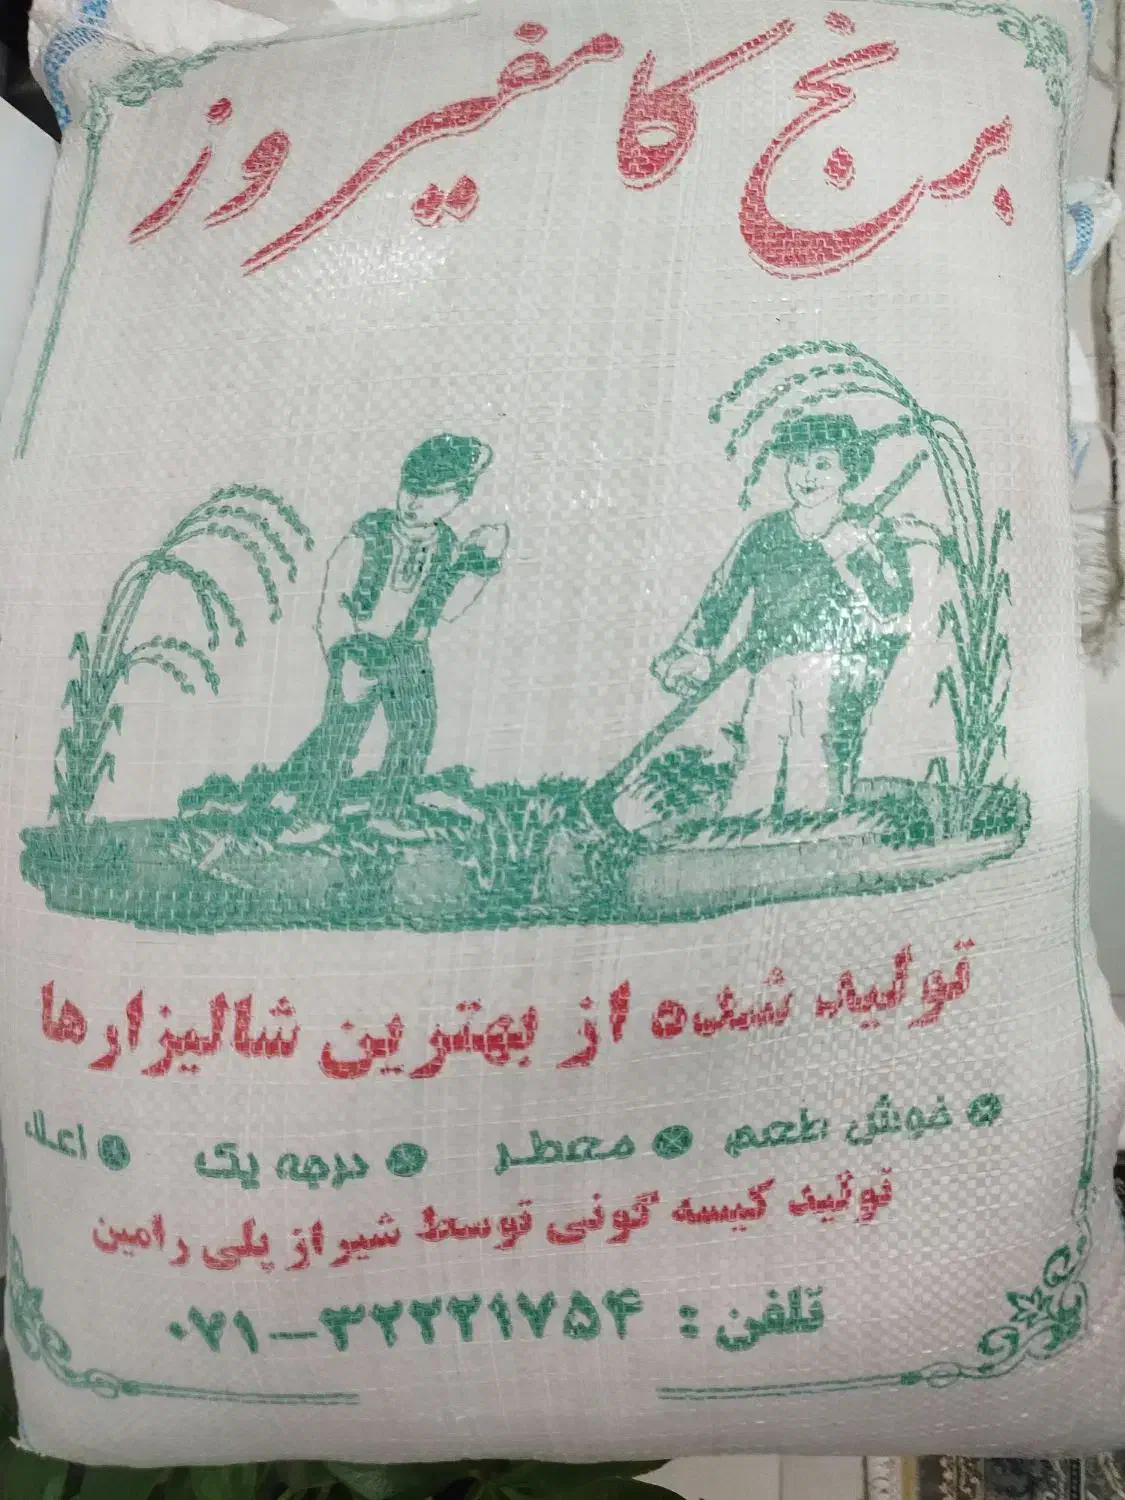 برنج کامفیروز
تولید شده از بهترین شالیزارها
● خوش طعم ● معطر ● درجه یک ● اعلاء
تولید کیسه گونی توسط شیراز پلی رامین
تلفن : ۳۲۲۲۱۷۵۴-۰۷۱